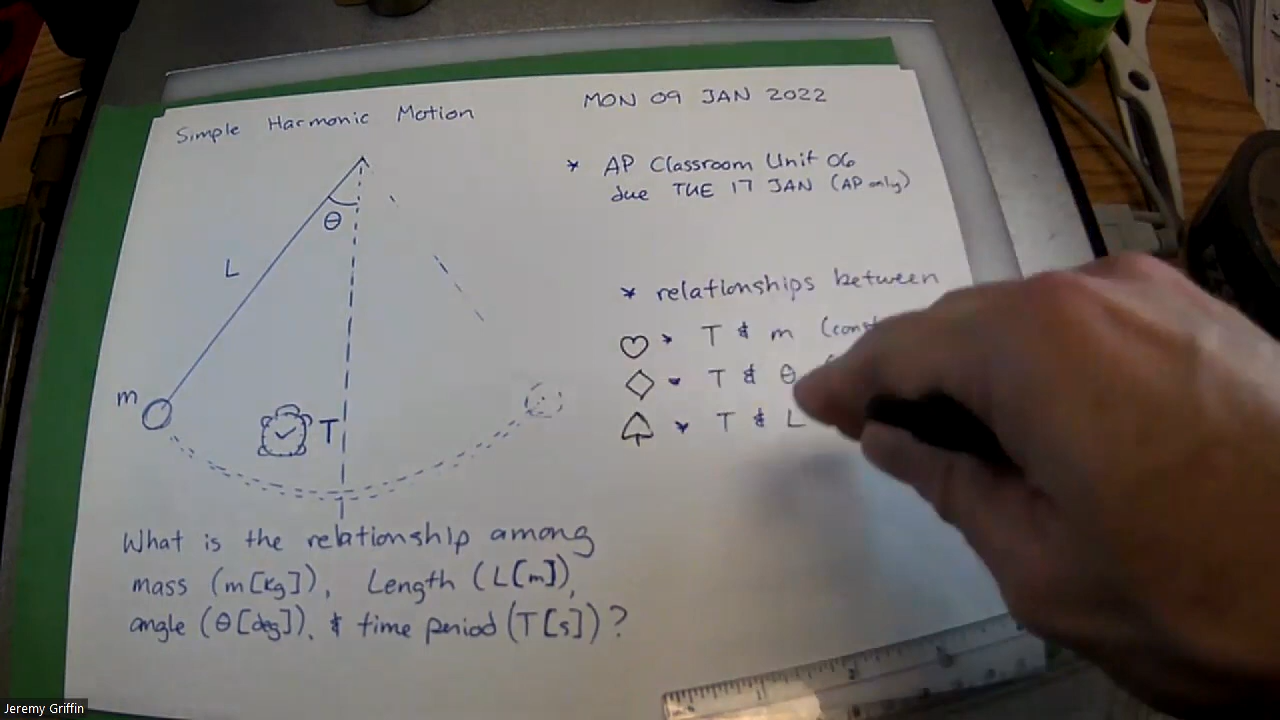 Simple Harmonic Motion
MON 09 JAN 2022
* AP Classroom Unit 06
due TUE 17 JAN (AP only)
θ
L
m
T
* relationships between
* T & m
T & θ
* T & L
What is the relationship among
mass (m[kg]), Length (L[m]),
angle (θ[deg]), & time period (T[s])?
Jeremy Griffin